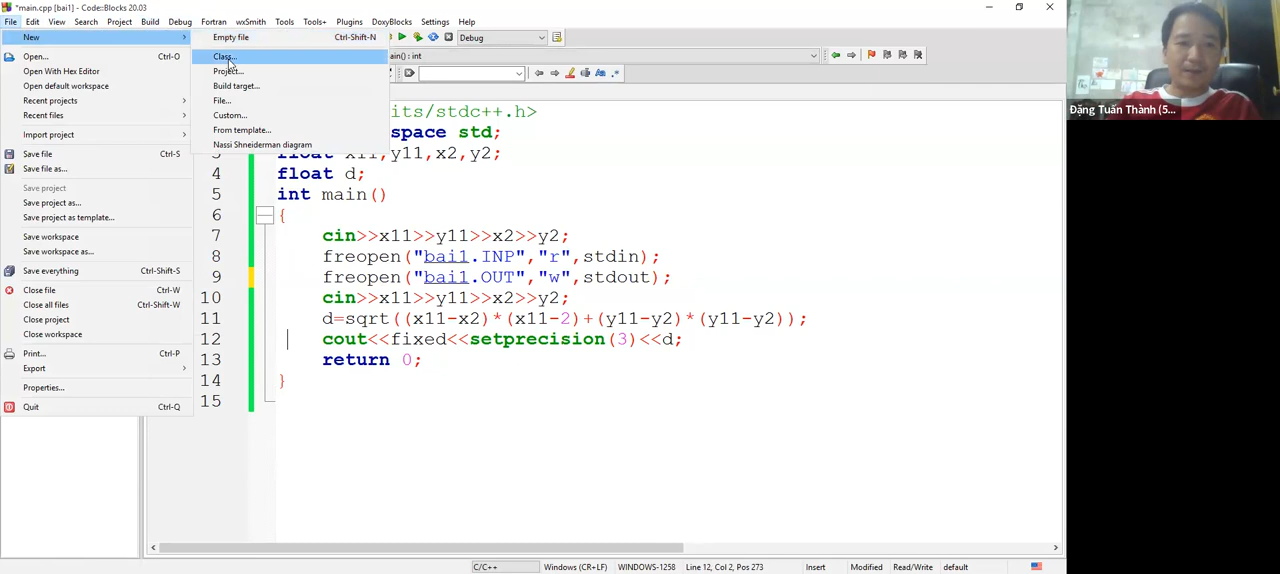 *main.cpp [bai1] - Code::Blocks 20.03
File Edit View Search Project Build Debug Fortran wxSmith Tools Tools+ Plugins DoxyBlocks Settings Help
New
Open... Ctrl-O
Open With Hex Editor
Open default workspace
Recent projects
Recent files
Import project
Save file Ctrl-S
Save file as...
Save project
Save project as...
Save project as template...
Save workspace
Save workspace as...
Save everything Ctrl-Shift-S
Close file Ctrl-W
Close all files Ctrl-Shift-W
Close project
Close workspace
Print... Ctrl-P
Export
Properties...
Quit Ctrl-Q
Empty file Ctrl-Shift-N
Class...
Project...
Build target...
File...
Custom...
From template...
Nassi Shneiderman diagram
Debug
ain() : int
its/stdc++.h>
space std;
3 float x11,y11,x2,y2;
4 float d;
5 int main()
6 {
7 cin>>x11>>y11>>x2>>y2;
8 freopen("bai1.INP","r",stdin);
9 freopen("bai1.OUT","w",stdout);
10 cin>>x11>>y11>>x2>>y2;
11 d=sqrt((x11-x2)*(x11-2)+(y11-y2)*(y11-y2));
12 cout<<fixed<<setprecision(3)<<d;
13 return 0;
14 }
15
C/C++ Windows (CR+LF) WINDOWS-1258 Line 12, Col 2, Pos 273 Insert Modified Read/Write default
Đặng Tuấn Thành (5...